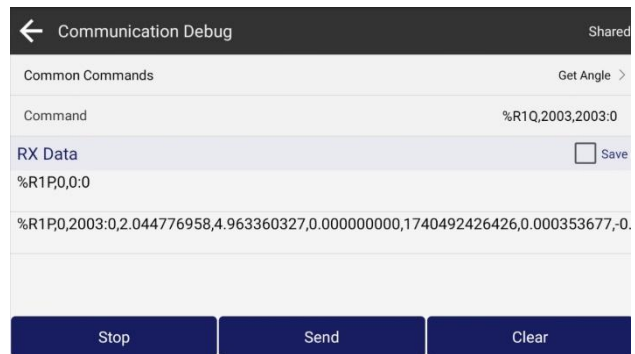 Communication Debug
Shared
Common Commands
Get Angle >
Command
%R1Q,2003,2003:0
RX Data
Save
%R1P,0,0:0
%R1P,0,2003:0,2.044776958,4.963360327,0.000000000,1740492426426,0.000353677,-0.
Stop
Send
Clear